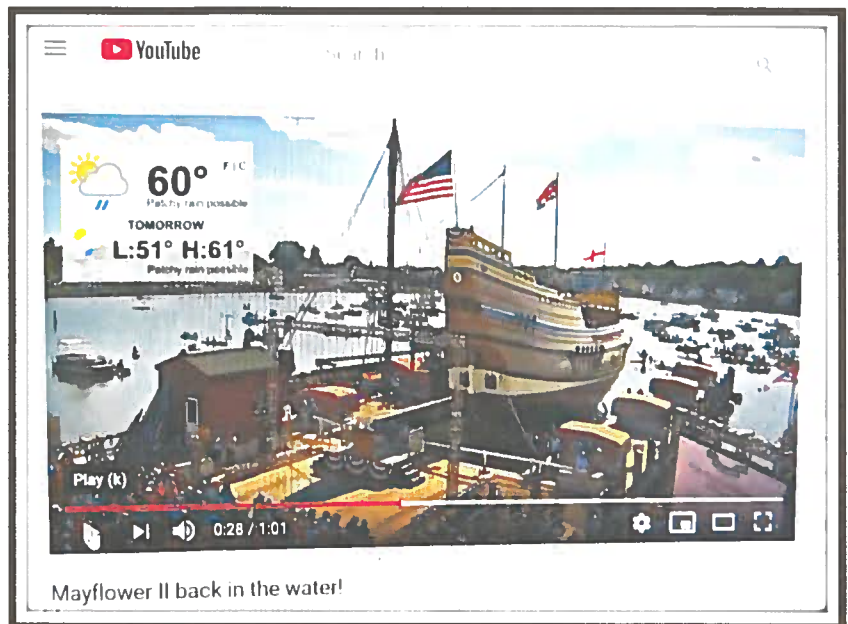 YouTube
60° F | C
Patchy rain possible
TOMORROW
L:51° H:61°
Patchy rain possible
Play (k)
0:28 / 1:01
Mayflower II back in the water!